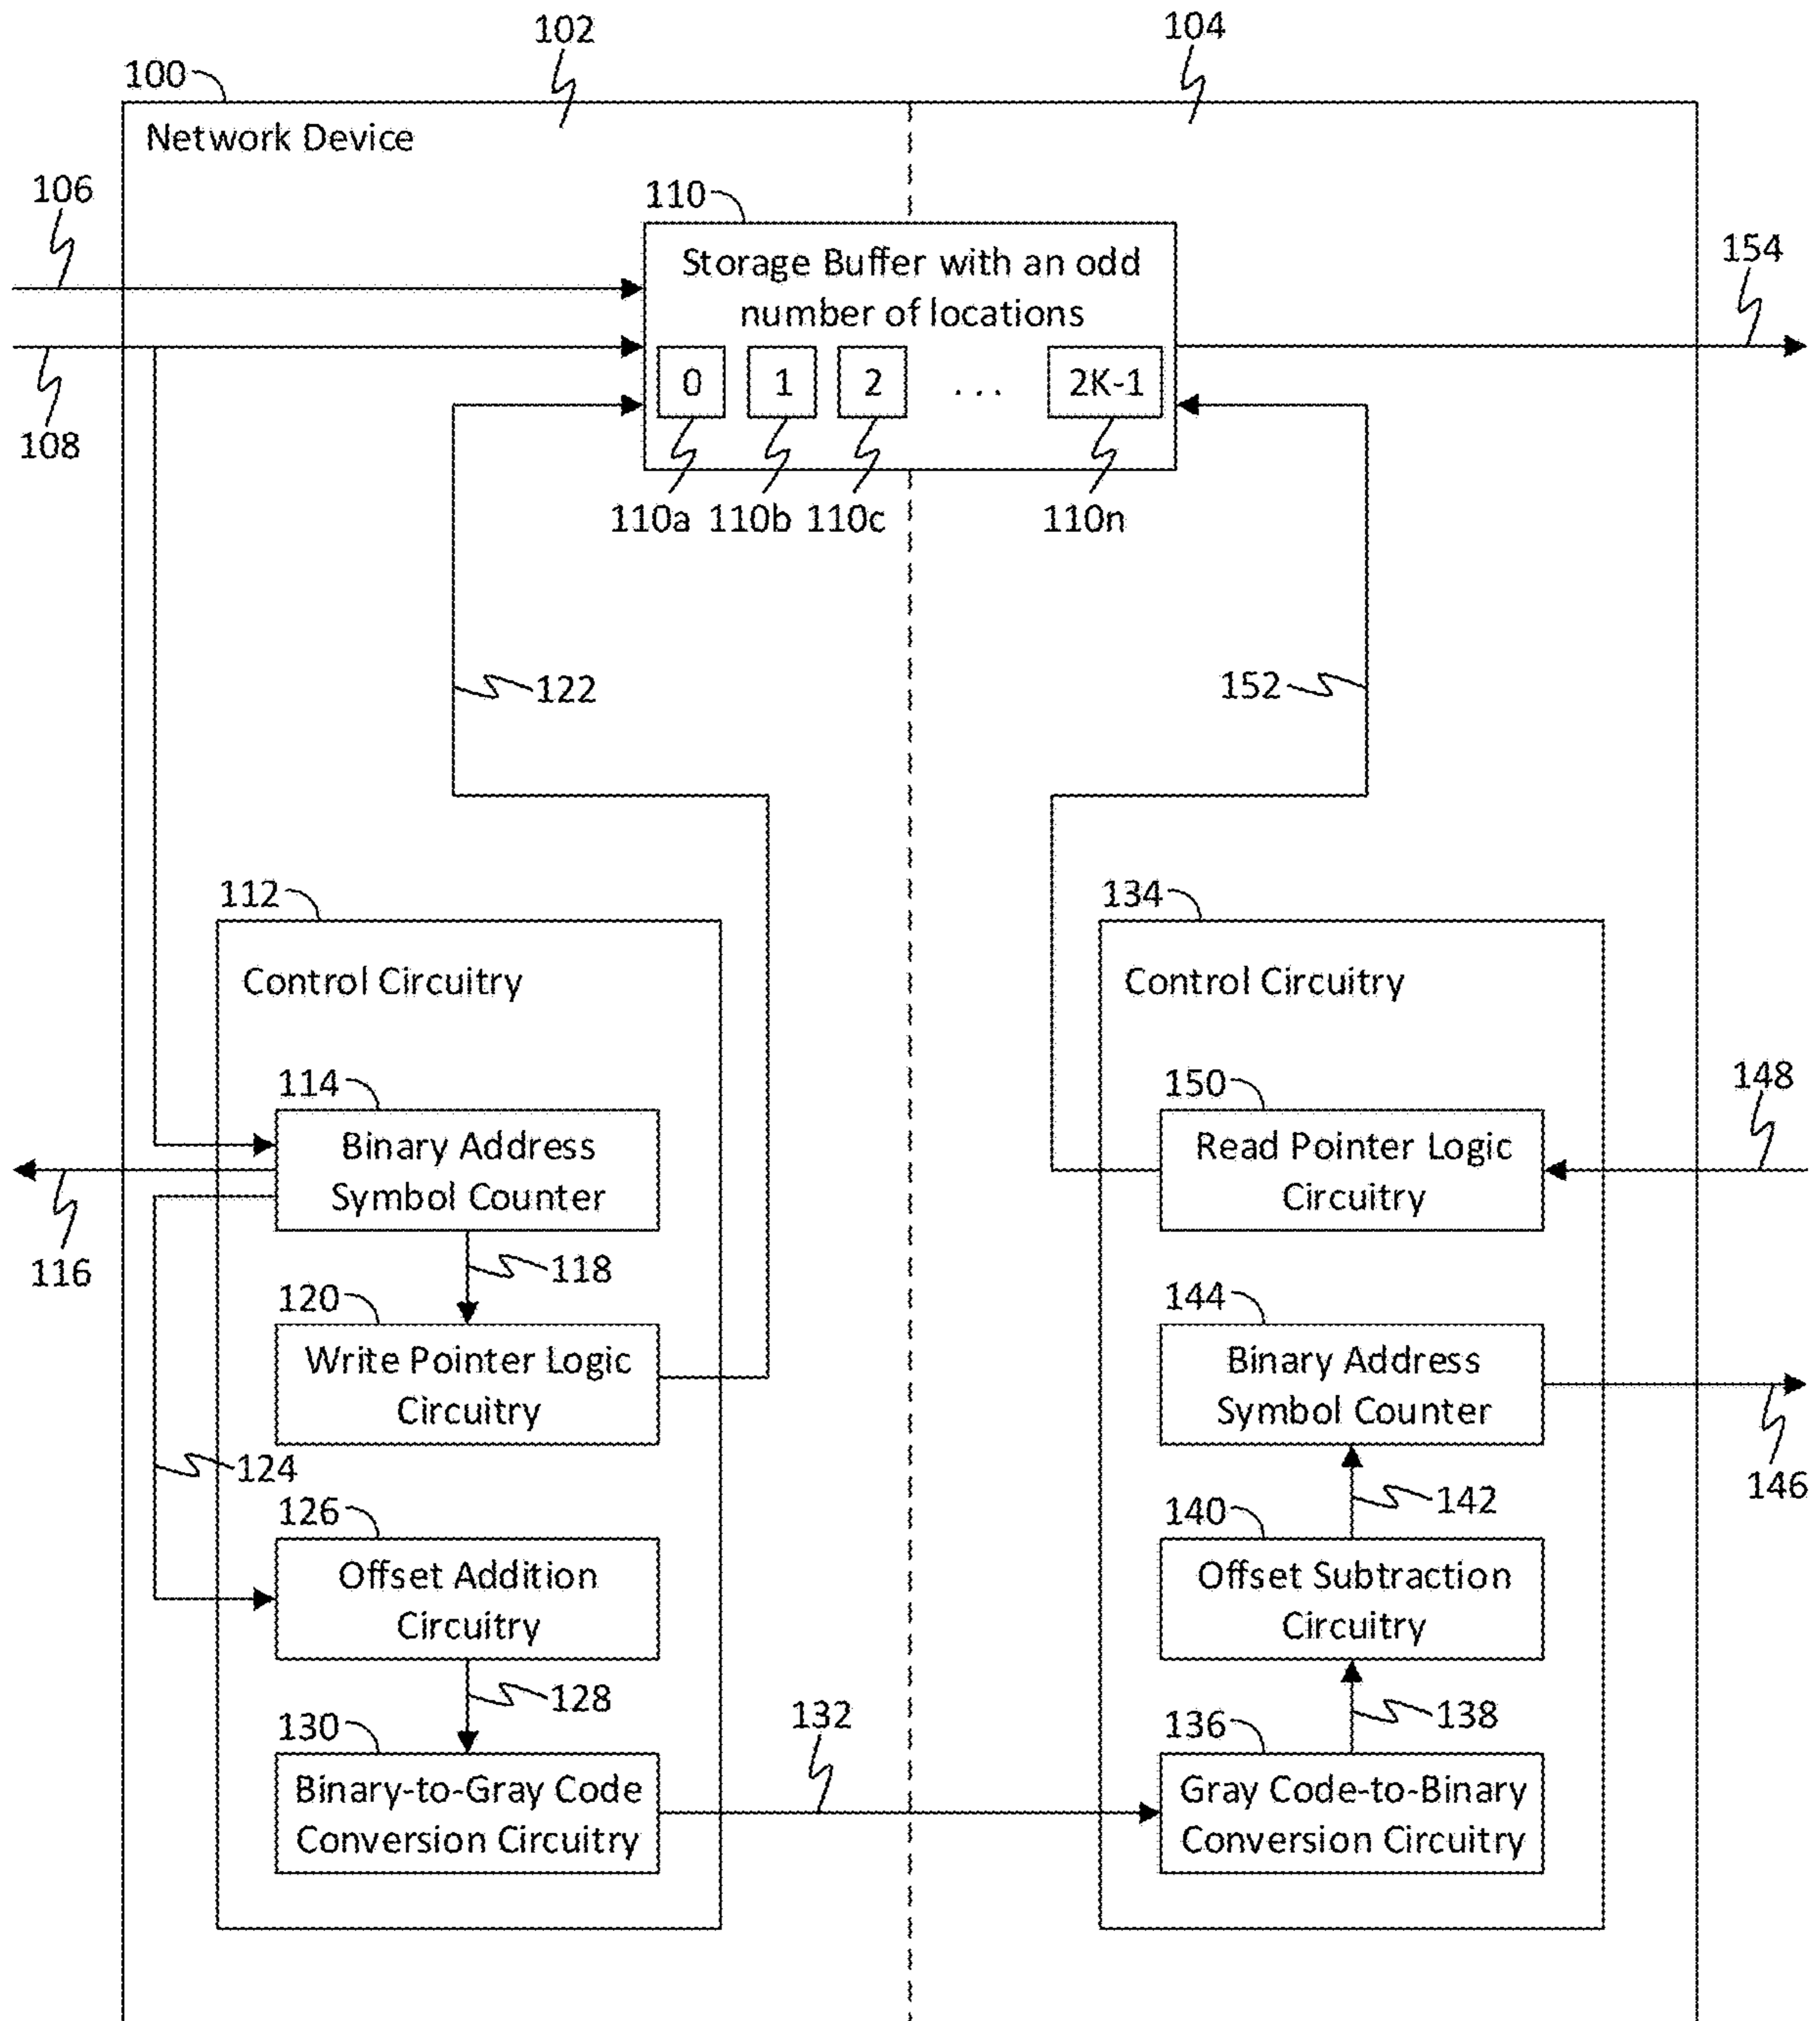 102
104
100
Network Device
106
110
Storage Buffer with an odd
number of locations
154
0 1 2 ... 2K-1
108
110a 110b 110c 110n
122
152
112
134
Control Circuitry
Control Circuitry
114
150
148
Binary Address
Symbol Counter
Read Pointer Logic
Circuitry
116
118
120
144
Write Pointer Logic
Circuitry
Binary Address
Symbol Counter
124
146
126
140
142
Offset Addition
Circuitry
Offset Subtraction
Circuitry
128
132
138
130
136
Binary-to-Gray Code
Conversion Circuitry
Gray Code-to-Binary
Conversion Circuitry